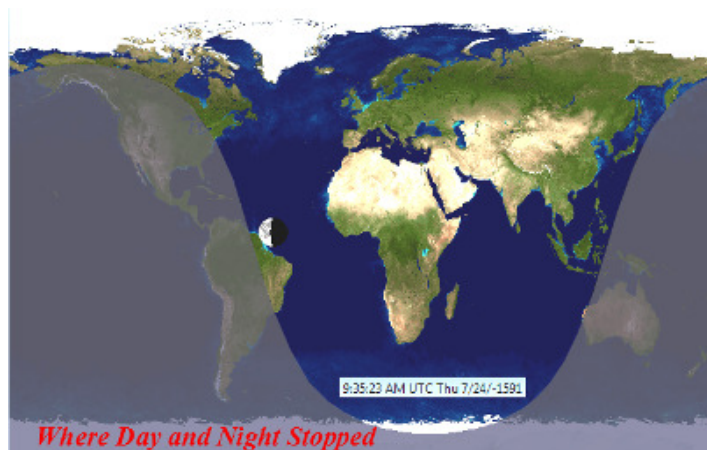 9:35:23 AM UTC Thu 7/24/-1591
Where Day and Night Stopped